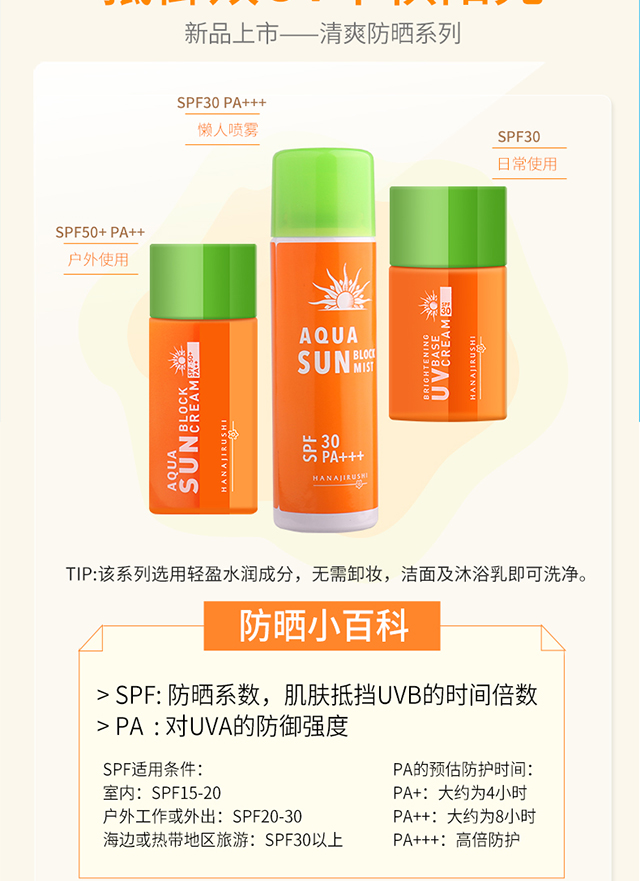 新品上市——清爽防晒系列
SPF30 PA+++
懒人喷雾
SPF30
日常使用
SPF50+ PA++
户外使用
AQUA
SUN BLOCK
MIST
SPF 30
PA+++
HANAJIRUSHI
AQUA
SUN BLOCK
CREAM SPF 50+
PA++
HANAJIRUSHI
BRIGHTENING
UV BASE
CREAM
HANAJIRUSHI
TIP:该系列选用轻盈水润成分，无需卸妆，洁面及沐浴乳即可洗净。
防晒小百科
> SPF: 防晒系数，肌肤抵挡UVB的时间倍数
> PA : 对UVA的防御强度
SPF适用条件：
室内：SPF15-20
户外工作或外出：SPF20-30
海边或热带地区旅游：SPF30以上
PA的预估防护时间：
PA+：大约为4小时
PA++：大约为8小时
PA+++：高倍防护